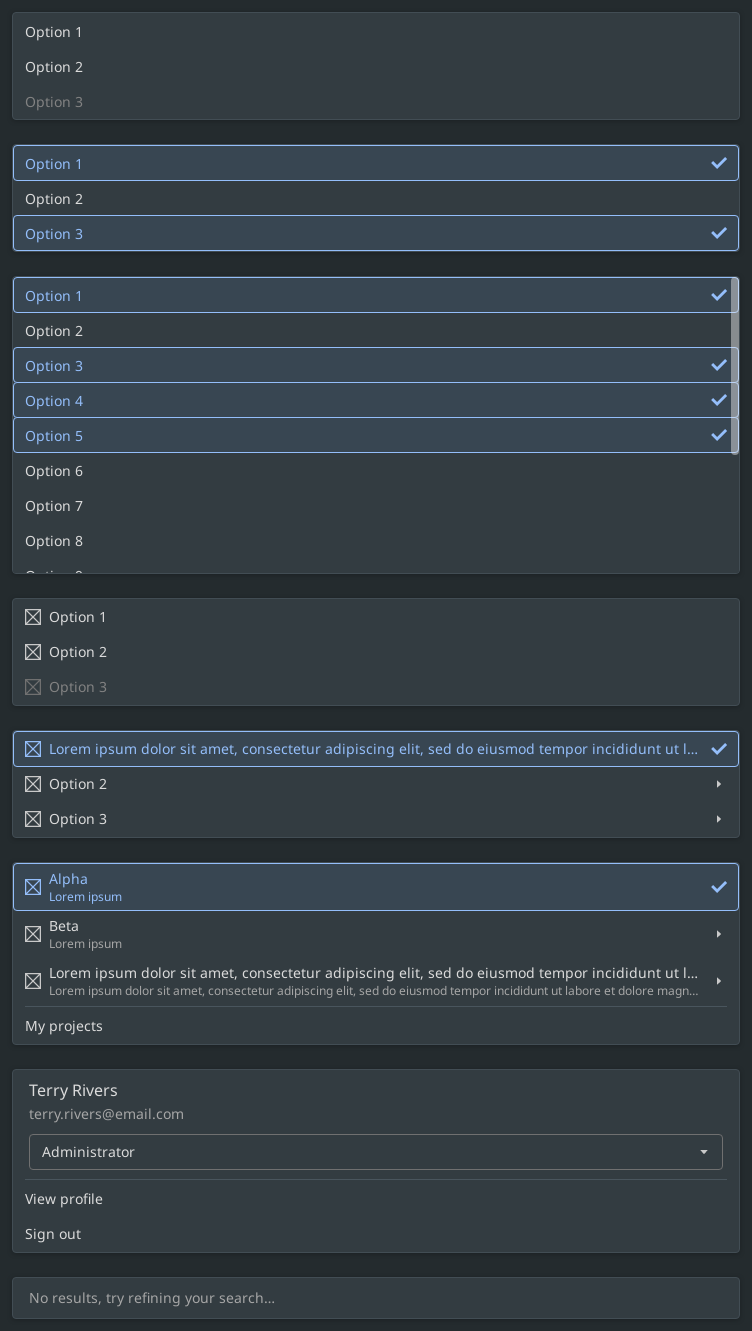 Option 1
Option 2
Option 3
Option 1
Option 2
Option 3
Option 1
Option 2
Option 3
Option 4
Option 5
Option 6
Option 7
Option 8
Option 1
Option 2
Option 3
Lorem ipsum dolor sit amet, consectetur adipiscing elit, sed do eiusmod tempor incididunt ut l...
Option 2
Option 3
Alpha
Lorem ipsum
Beta
Lorem ipsum
Lorem ipsum dolor sit amet, consectetur adipiscing elit, sed do eiusmod tempor incididunt ut l...
Lorem ipsum dolor sit amet, consectetur adipiscing elit, sed do eiusmod tempor incididunt ut labore et dolore magn...
My projects
Terry Rivers
terry.rivers@email.com
Administrator
View profile
Sign out
No results, try refining your search...